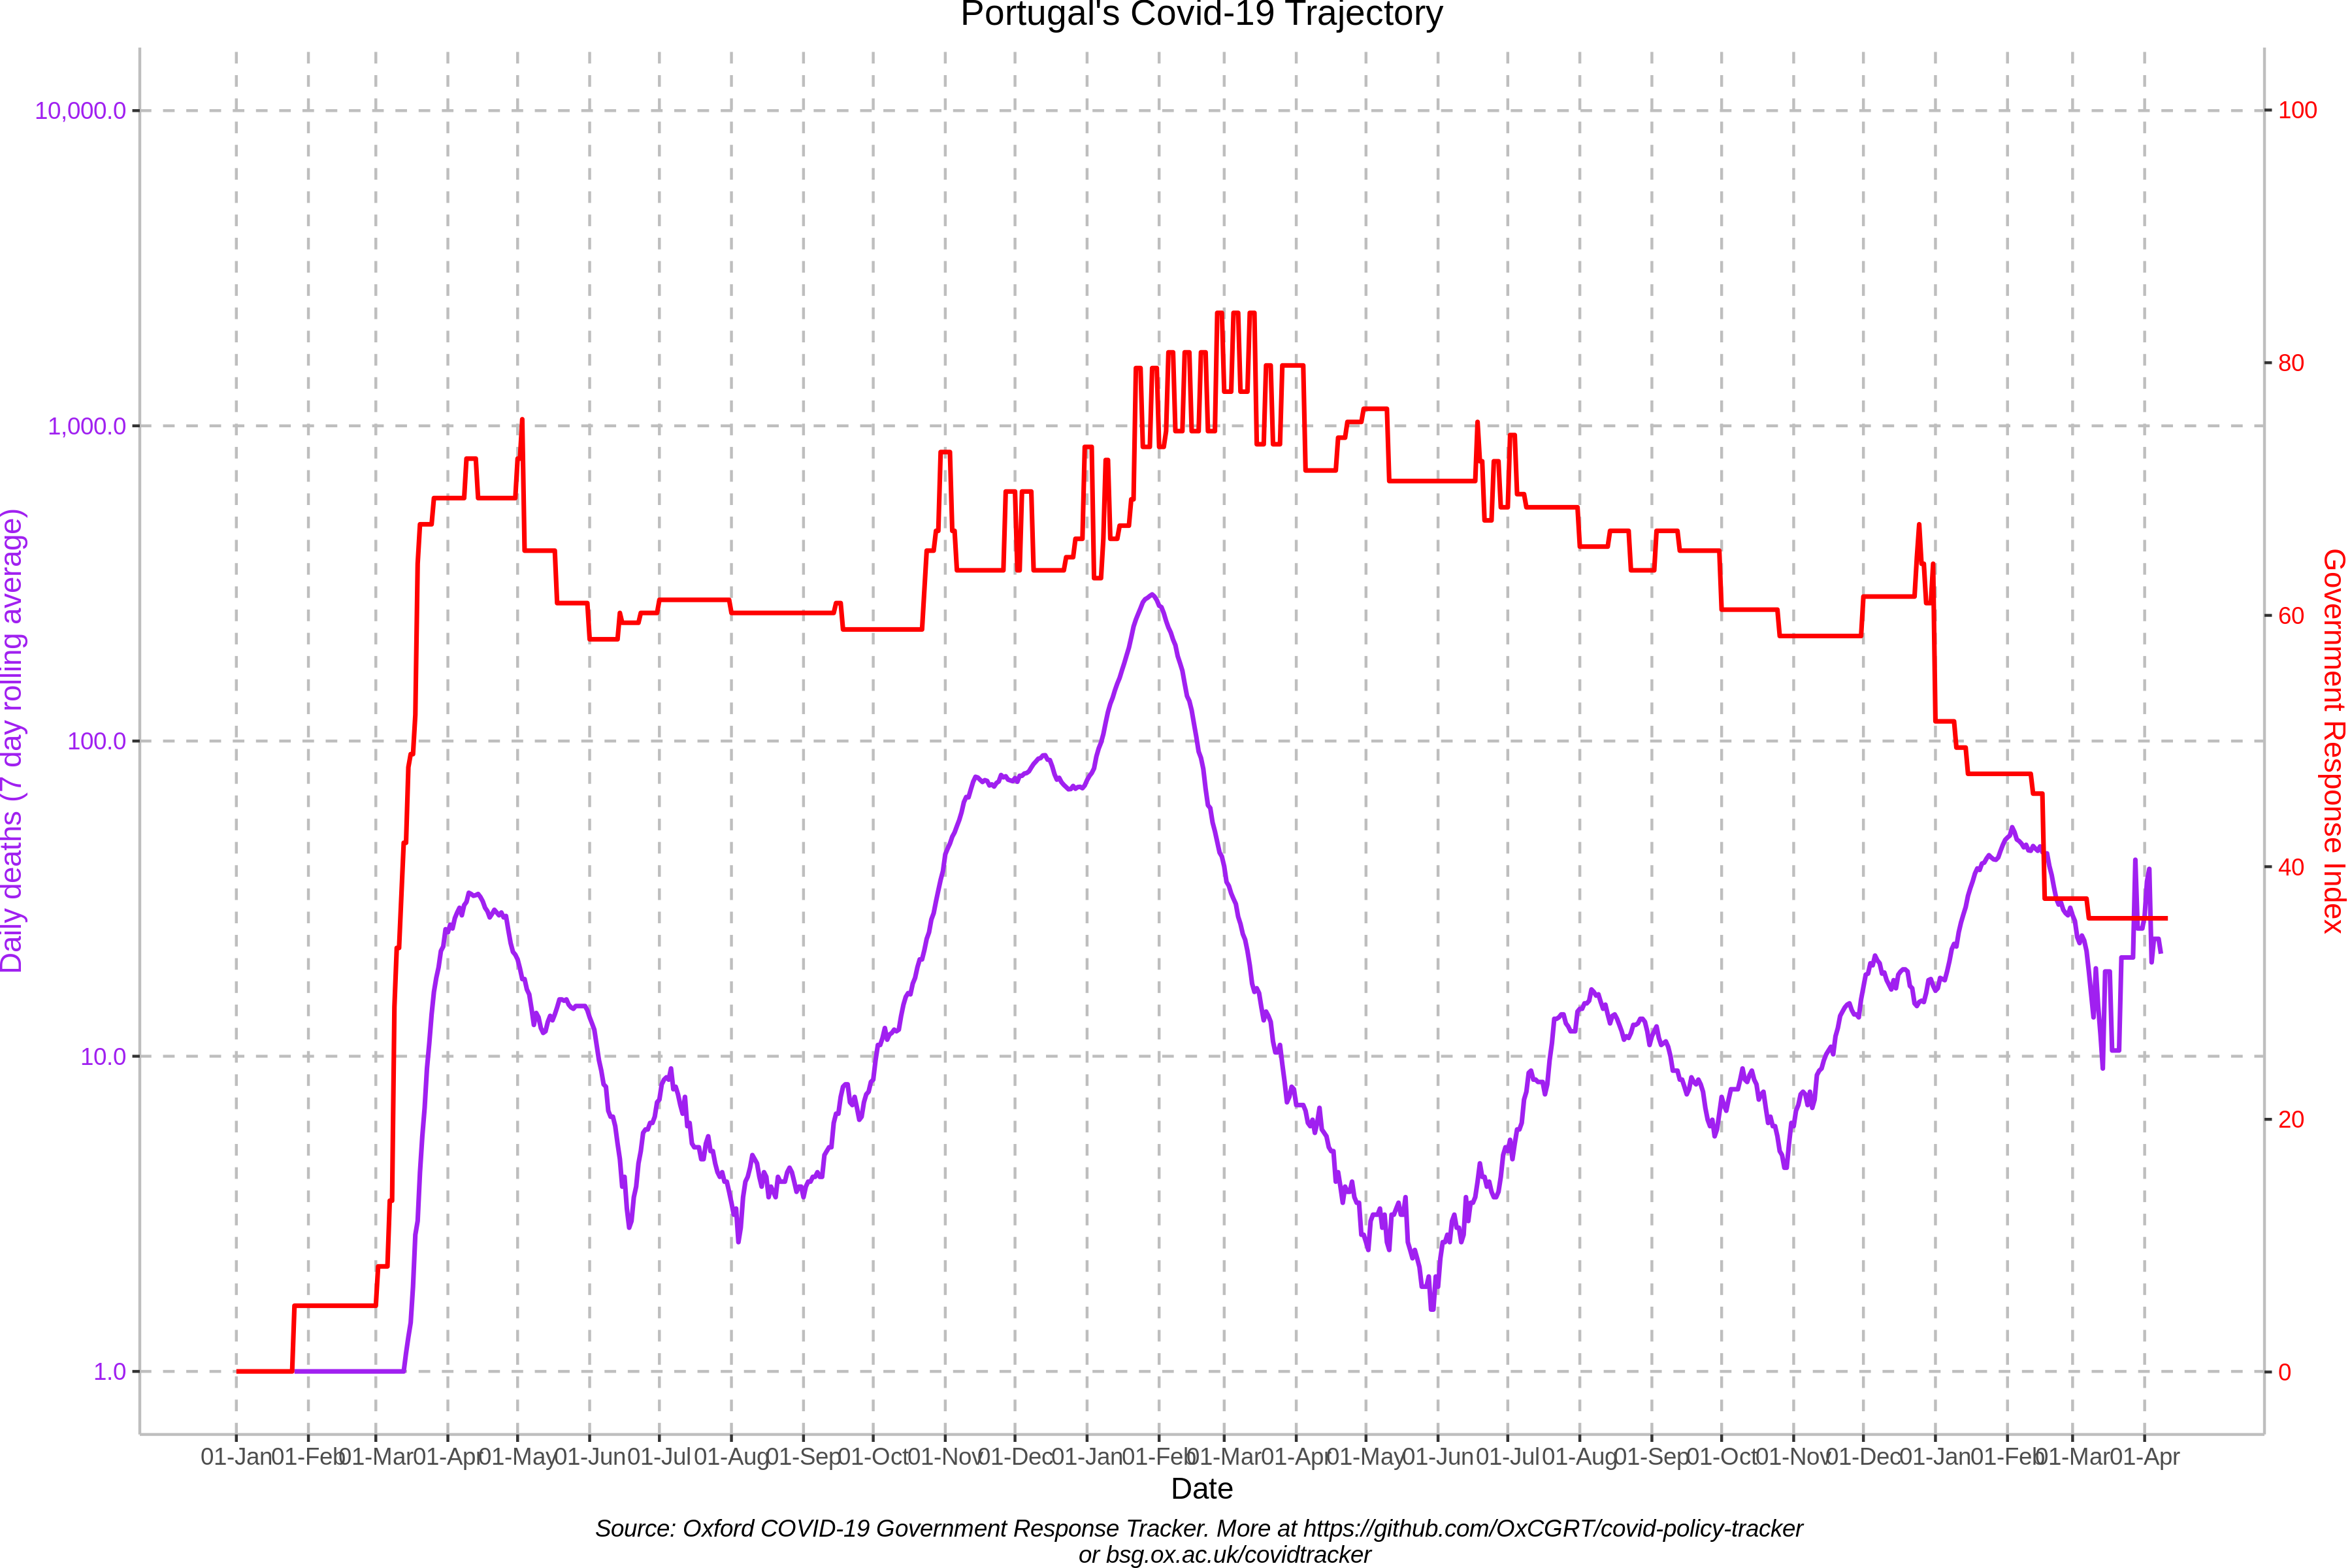 Portugal's Covid-19 Trajectory
10,000.0
1,000.0
100.0
10.0
1.0
Daily deaths (7 day rolling average)
100
80
60
40
20
0
Government Response Index
01-Jan 01-Feb 01-Mar 01-Apr 01-May 01-Jun 01-Jul 01-Aug 01-Sep 01-Oct 01-Nov 01-Dec 01-Jan 01-Feb 01-Mar 01-Apr 01-May 01-Jun 01-Jul 01-Aug 01-Sep 01-Oct 01-Nov 01-Dec 01-Jan 01-Feb 01-Mar 01-Apr
Date
Source: Oxford COVID-19 Government Response Tracker. More at https://github.com/OxCGRT/covid-policy-tracker
or bsg.ox.ac.uk/covidtracker